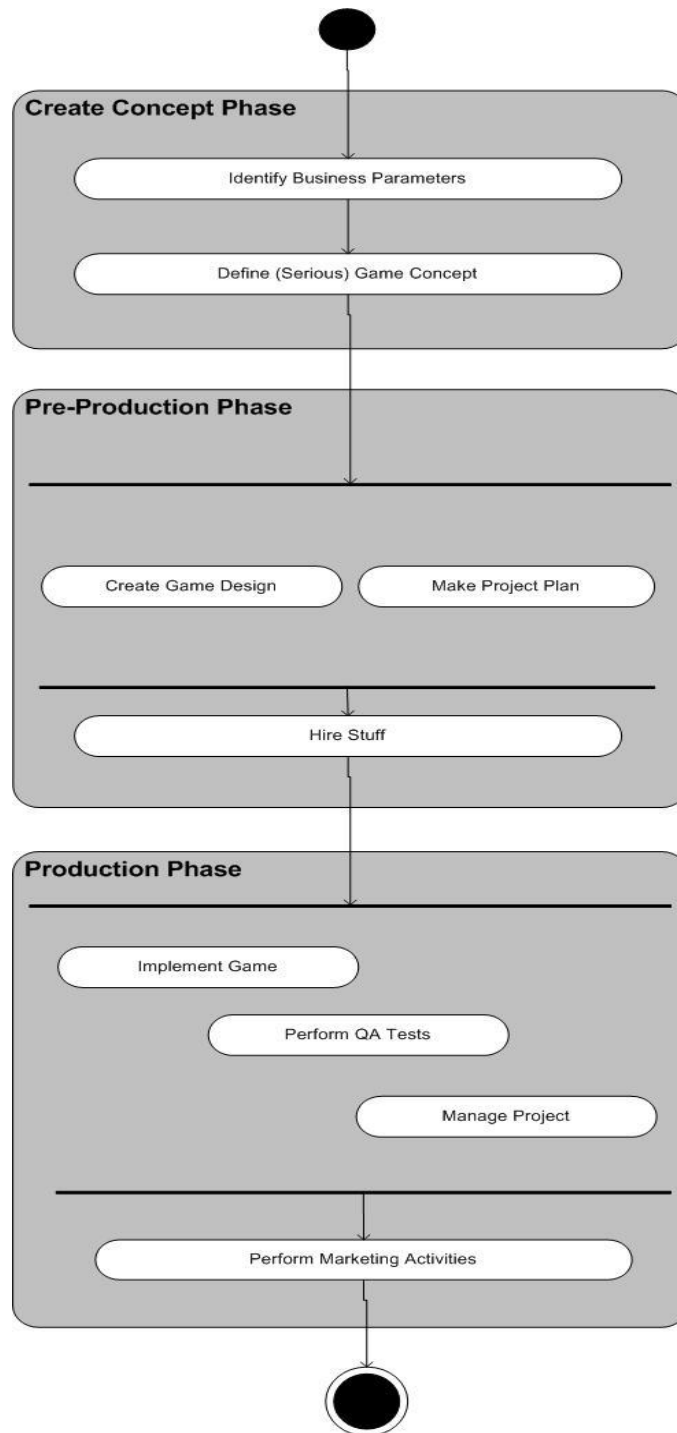 Create Concept Phase
Identify Business Parameters
Define (Serious) Game Concept
Pre-Production Phase
Create Game Design
Make Project Plan
Hire Stuff
Production Phase
Implement Game
Perform QA Tests
Manage Project
Perform Marketing Activities